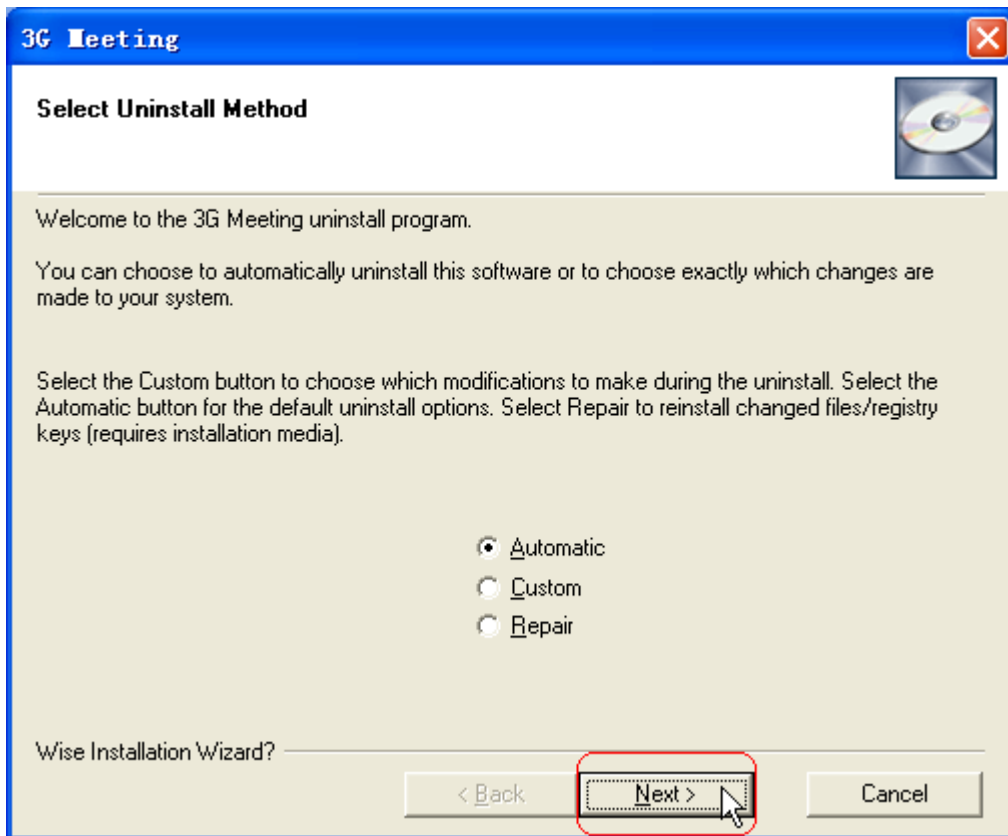 3G Meeting
Select Uninstall Method
Welcome to the 3G Meeting uninstall program.
You can choose to automatically uninstall this software or to choose exactly which changes are
made to your system.
Select the Custom button to choose which modifications to make during the uninstall. Select the
Automatic button for the default uninstall options. Select Repair to reinstall changed files/registry
keys (requires installation media).
Automatic
Custom
Repair
Wise Installation Wizard?
< Back Next > Cancel